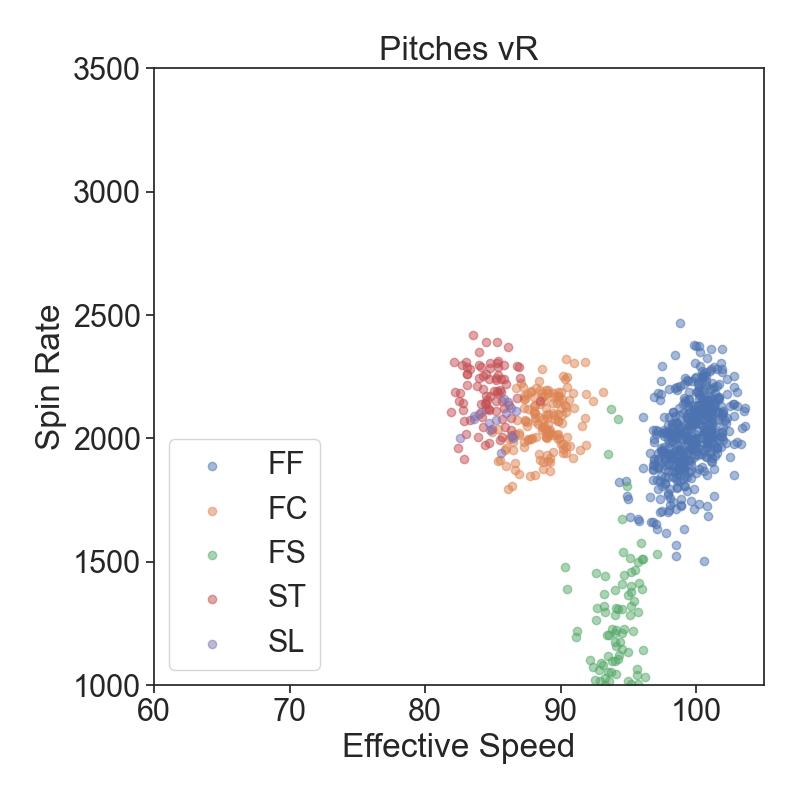 Pitches vR
3500
3000
2500
2000
1500
1000
Spin Rate
FF
FC
FS
ST
SL
60 70 80 90 100
Effective Speed